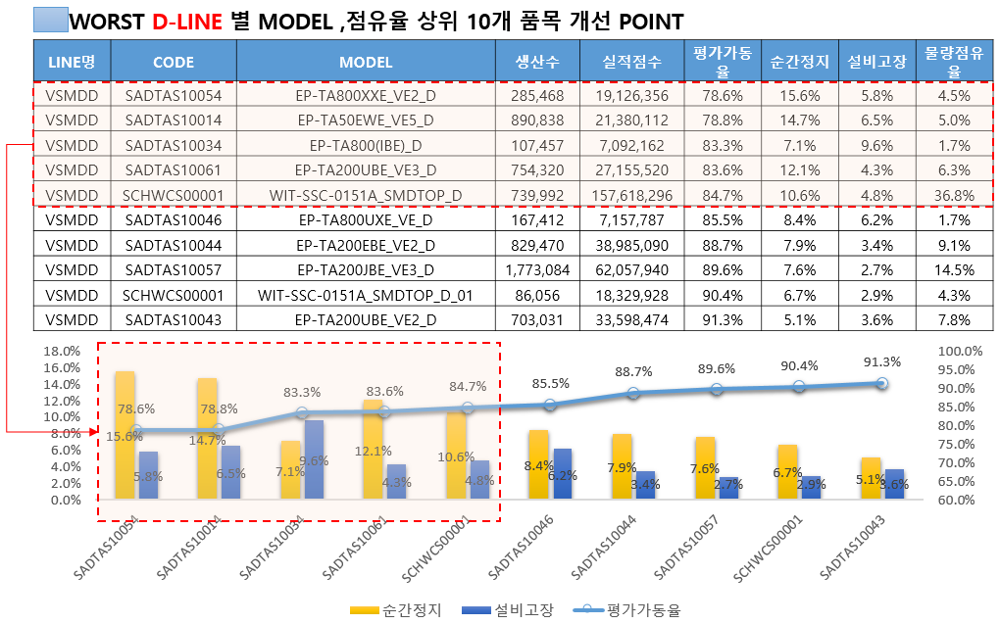 WORST D-LINE 별 MODEL ,점유율 상위 10개 품목 개선 POINT
LINE명 CODE MODEL 생산수 실적점수 평가가동율 순간정지 설비고장 물량점유율
VSMDD SADTAS10054 EP-TA800XXE_VE2_D 285,468 19,126,356 78.6% 15.6% 5.8% 4.5%
VSMDD SADTAS10014 EP-TA50EWE_VE5_D 890,838 21,380,112 78.8% 14.7% 6.5% 5.0%
VSMDD SADTAS10034 EP-TA800(IBE)_D 107,457 7,092,162 83.3% 7.1% 9.6% 1.7%
VSMDD SADTAS10061 EP-TA200UBE_VE3_D 754,320 27,155,520 83.6% 12.1% 4.3% 6.3%
VSMDD SCHWCS00001 WIT-SSC-0151A_SMDTOP_D 739,992 157,618,296 84.7% 10.6% 4.8% 36.8%
VSMDD SADTAS10046 EP-TA800UXE_VE_D 167,412 7,157,787 85.5% 8.4% 6.2% 1.7%
VSMDD SADTAS10044 EP-TA200EBE_VE2_D 829,470 38,985,090 88.7% 7.9% 3.4% 9.1%
VSMDD SADTAS10057 EP-TA200JBE_VE3_D 1,773,084 62,057,940 89.6% 7.6% 2.7% 14.5%
VSMDD SCHWCS00001 WIT-SSC-0151A_SMDTOP_D_01 86,056 18,329,928 90.4% 6.7% 2.9% 4.3%
VSMDD SADTAS10043 EP-TA200UBE_VE2_D 703,031 33,598,474 91.3% 5.1% 3.6% 7.8%
18.0%
16.0%
14.0%
12.0%
10.0%
8.0%
6.0%
4.0%
2.0%
0.0%
78.6% 78.8% 83.3% 83.6% 84.7% 85.5% 88.7% 89.6% 90.4% 91.3%
15.6% 14.7% 7.1% 12.1% 10.6% 8.4% 7.9% 7.6% 6.7% 5.1%
5.8% 6.5% 9.6% 4.3% 4.8% 6.2% 3.4% 2.7% 2.9% 3.6%
100.0%
95.0%
90.0%
85.0%
80.0%
75.0%
70.0%
65.0%
60.0%
SADTAS10054 SADTAS10014 SADTAS10034 SADTAS10061 SCHWCS00001 SADTAS10046 SADTAS10044 SADTAS10057 SCHWCS00001 SADTAS10043
순간정지 설비고장 평가가동율